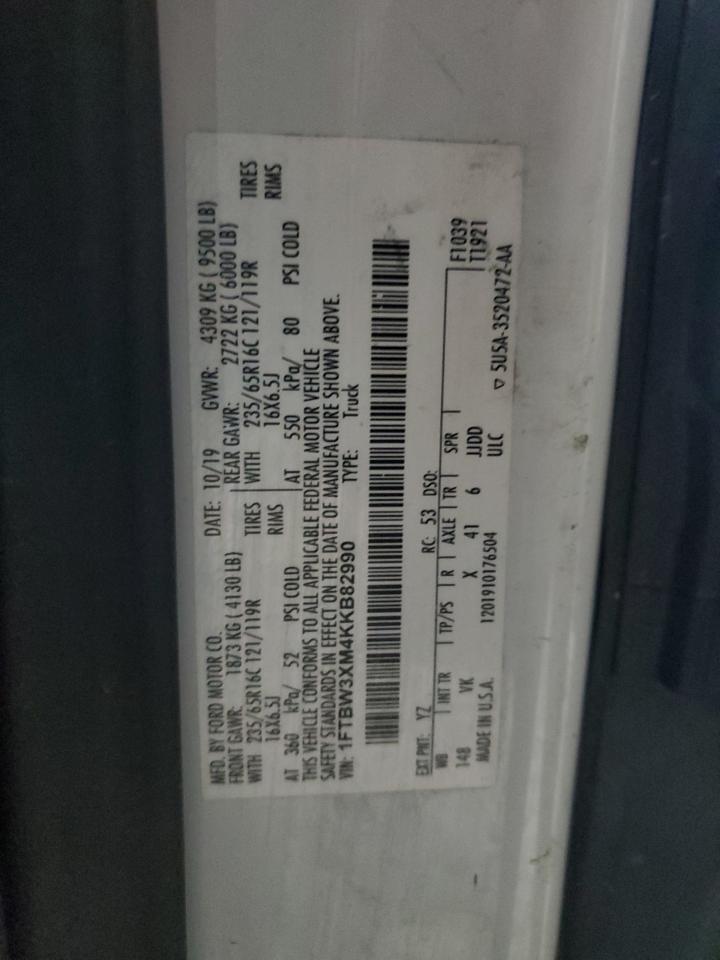 MFD. BY FORD MOTOR CO. DATE: 10/19 GVWR: 4309 KG ( 9500 LB)
FRONT GAWR: 1873 KG ( 4130 LB) REAR GAWR: 2722 KG ( 6000 LB)
WITH 235/65R16C 121/119R TIRES WITH 235/65R16C 121/119R TIRES
16X6.5J RIMS 16X6.5J RIMS
AT 360 kPa/ 52 PSI COLD AT 550 kPa/ 80 PSI COLD
THIS VEHICLE CONFORMS TO ALL APPLICABLE FEDERAL MOTOR VEHICLE
SAFETY STANDARDS IN EFFECT ON THE DATE OF MANUFACTURE SHOWN ABOVE.
VIN: 1FTBW3XM4KKB82990 TYPE: Truck
EXT PNT: YZ RC: 53 DSO:
WB INT TR TP/PS R AXLE TR SPR F1039
148 VK X 41 6 JJDD T1921
MADE IN U.S.A. 1201910176504 ULC
▽ 5U5A-3520472-AA